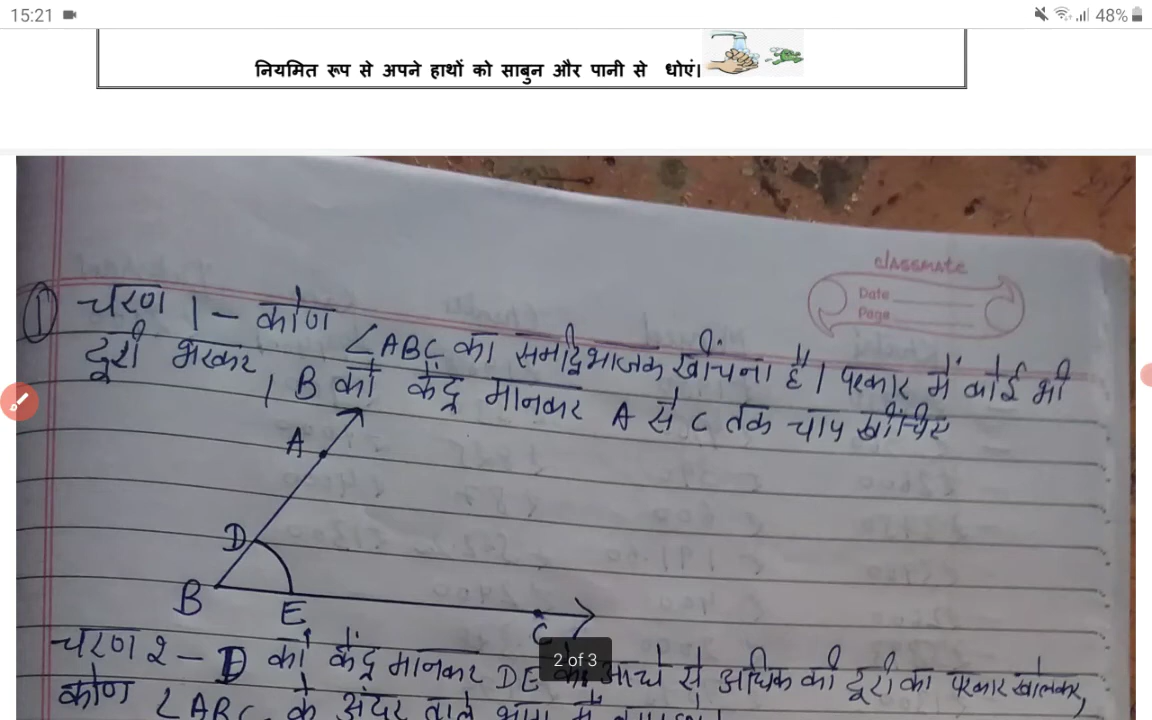 15:21
48%
नियमित रूप से अपने हाथों को साबुन और पानी से धोएं।
classmate
Date
Page
① चरण 1 - कोण ∠ABC का समद्विभाजक खींचना है। परकार में कोई भी
दूरी भरकर, B को केंद्र मानकर A से C तक चाप खींचिए
A
D
B
E
C
2 of 3
चरण २ - D को केंद्र मानकर DE के आधे से अधिक की दूरी का परकार खोलकर,
कोण ∠ABC के अंदर वाले भाग में